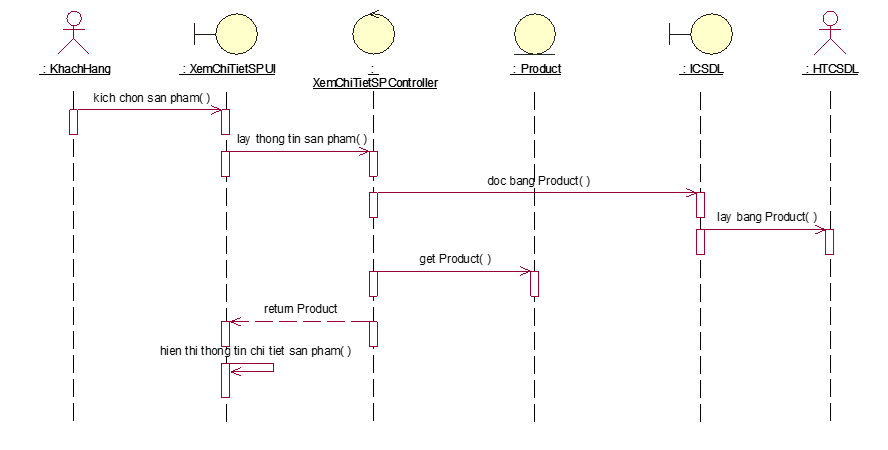 : KhachHang
: XemChiTietSPUI
:
XemChiTietSPController
: Product
: ICSDL
: HTCSDL
kich chon san pham( )
lay thong tin san pham( )
doc bang Product( )
lay bang Product( )
get Product( )
return Product
hien thi thong tin chi tiet san pham( )